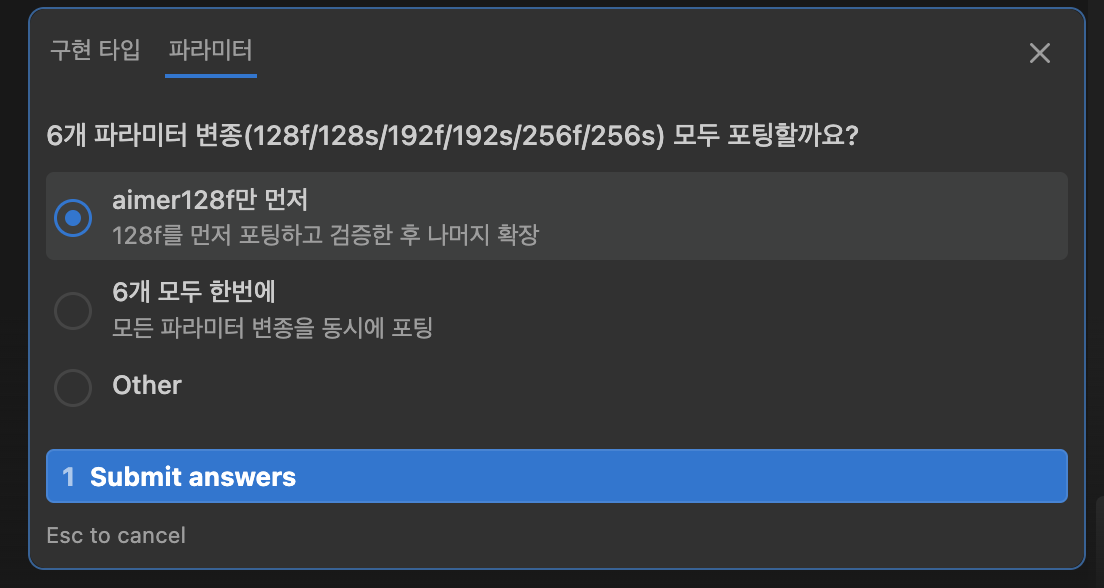 구현 타입 파라미터
6개 파라미터 변종(128f/128s/192f/192s/256f/256s) 모두 포팅할까요?
aimer128f만 먼저
128f를 먼저 포팅하고 검증한 후 나머지 확장
6개 모두 한번에
모든 파라미터 변종을 동시에 포팅
Other
1 Submit answers
Esc to cancel